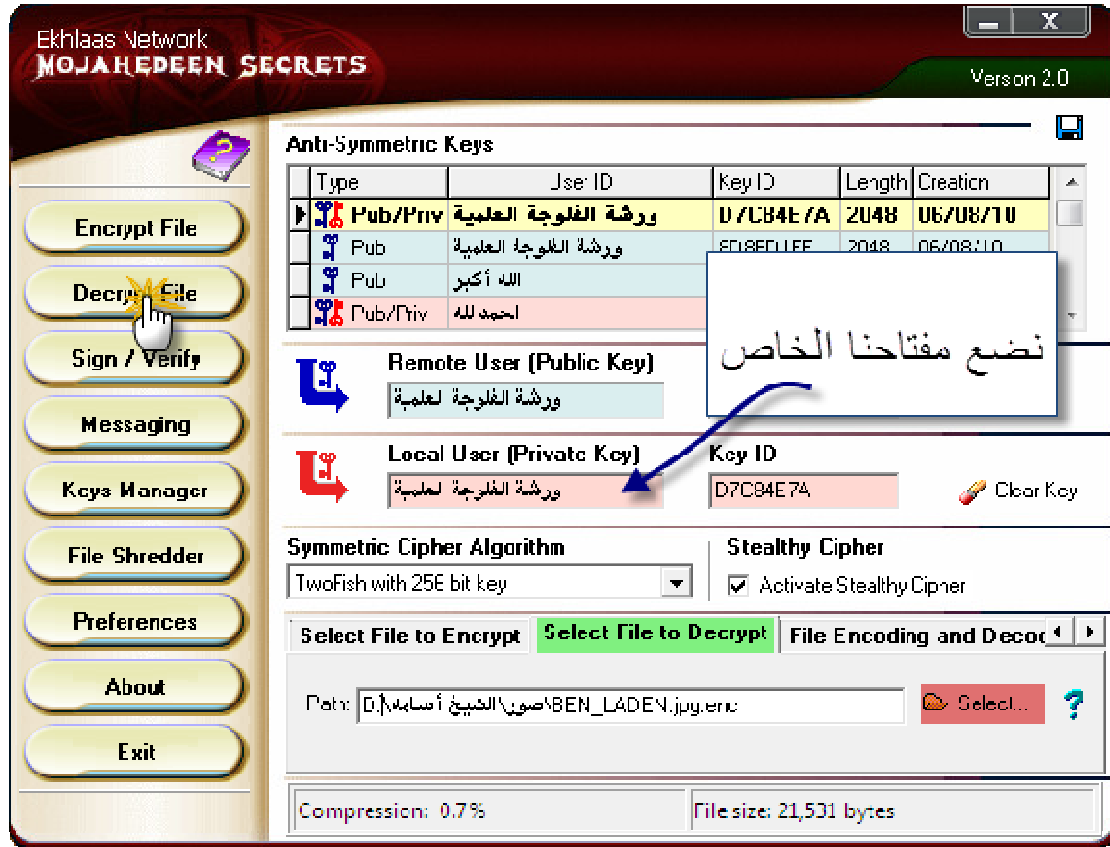 Ekhlaas Network
MOJAHEDEEN SECRETS
X
Verson 2.0
Anti-Symmetric Keys
Type User ID Key ID Length Creation
Pub/Priv ورشة الفلوجة العلمية D7C84E7A 2048 06/08/10
Pub ورشة الفلوجة العلمية 2048 06/08/10
Pub الله أكبر
Pub/Priv الحمد لله
نضع مفتاحنا الخاص
Encrypt File
Decrypt File
Sign / Verify
Messaging
Keys Manager
File Shredder
Preferences
About
Exit
Remote User (Public Key)
ورشة الفلوجة لعلمية
Local User (Private Key) Key ID
ورشة الفلوجة لعلمية D7C84E7A Clear Key
Symmetric Cipher Algorithm Stealthy Cipher
TwoFish with 256 bit key Activate Stealthy Cipher
Select File to Encrypt Select File to Decrypt File Encoding and Decod
Path: D:\صور\الشيخ أسامه\BEN_LADEN.jpg.enc Select... ?
Compression: 0.7% File size: 21,531 bytes